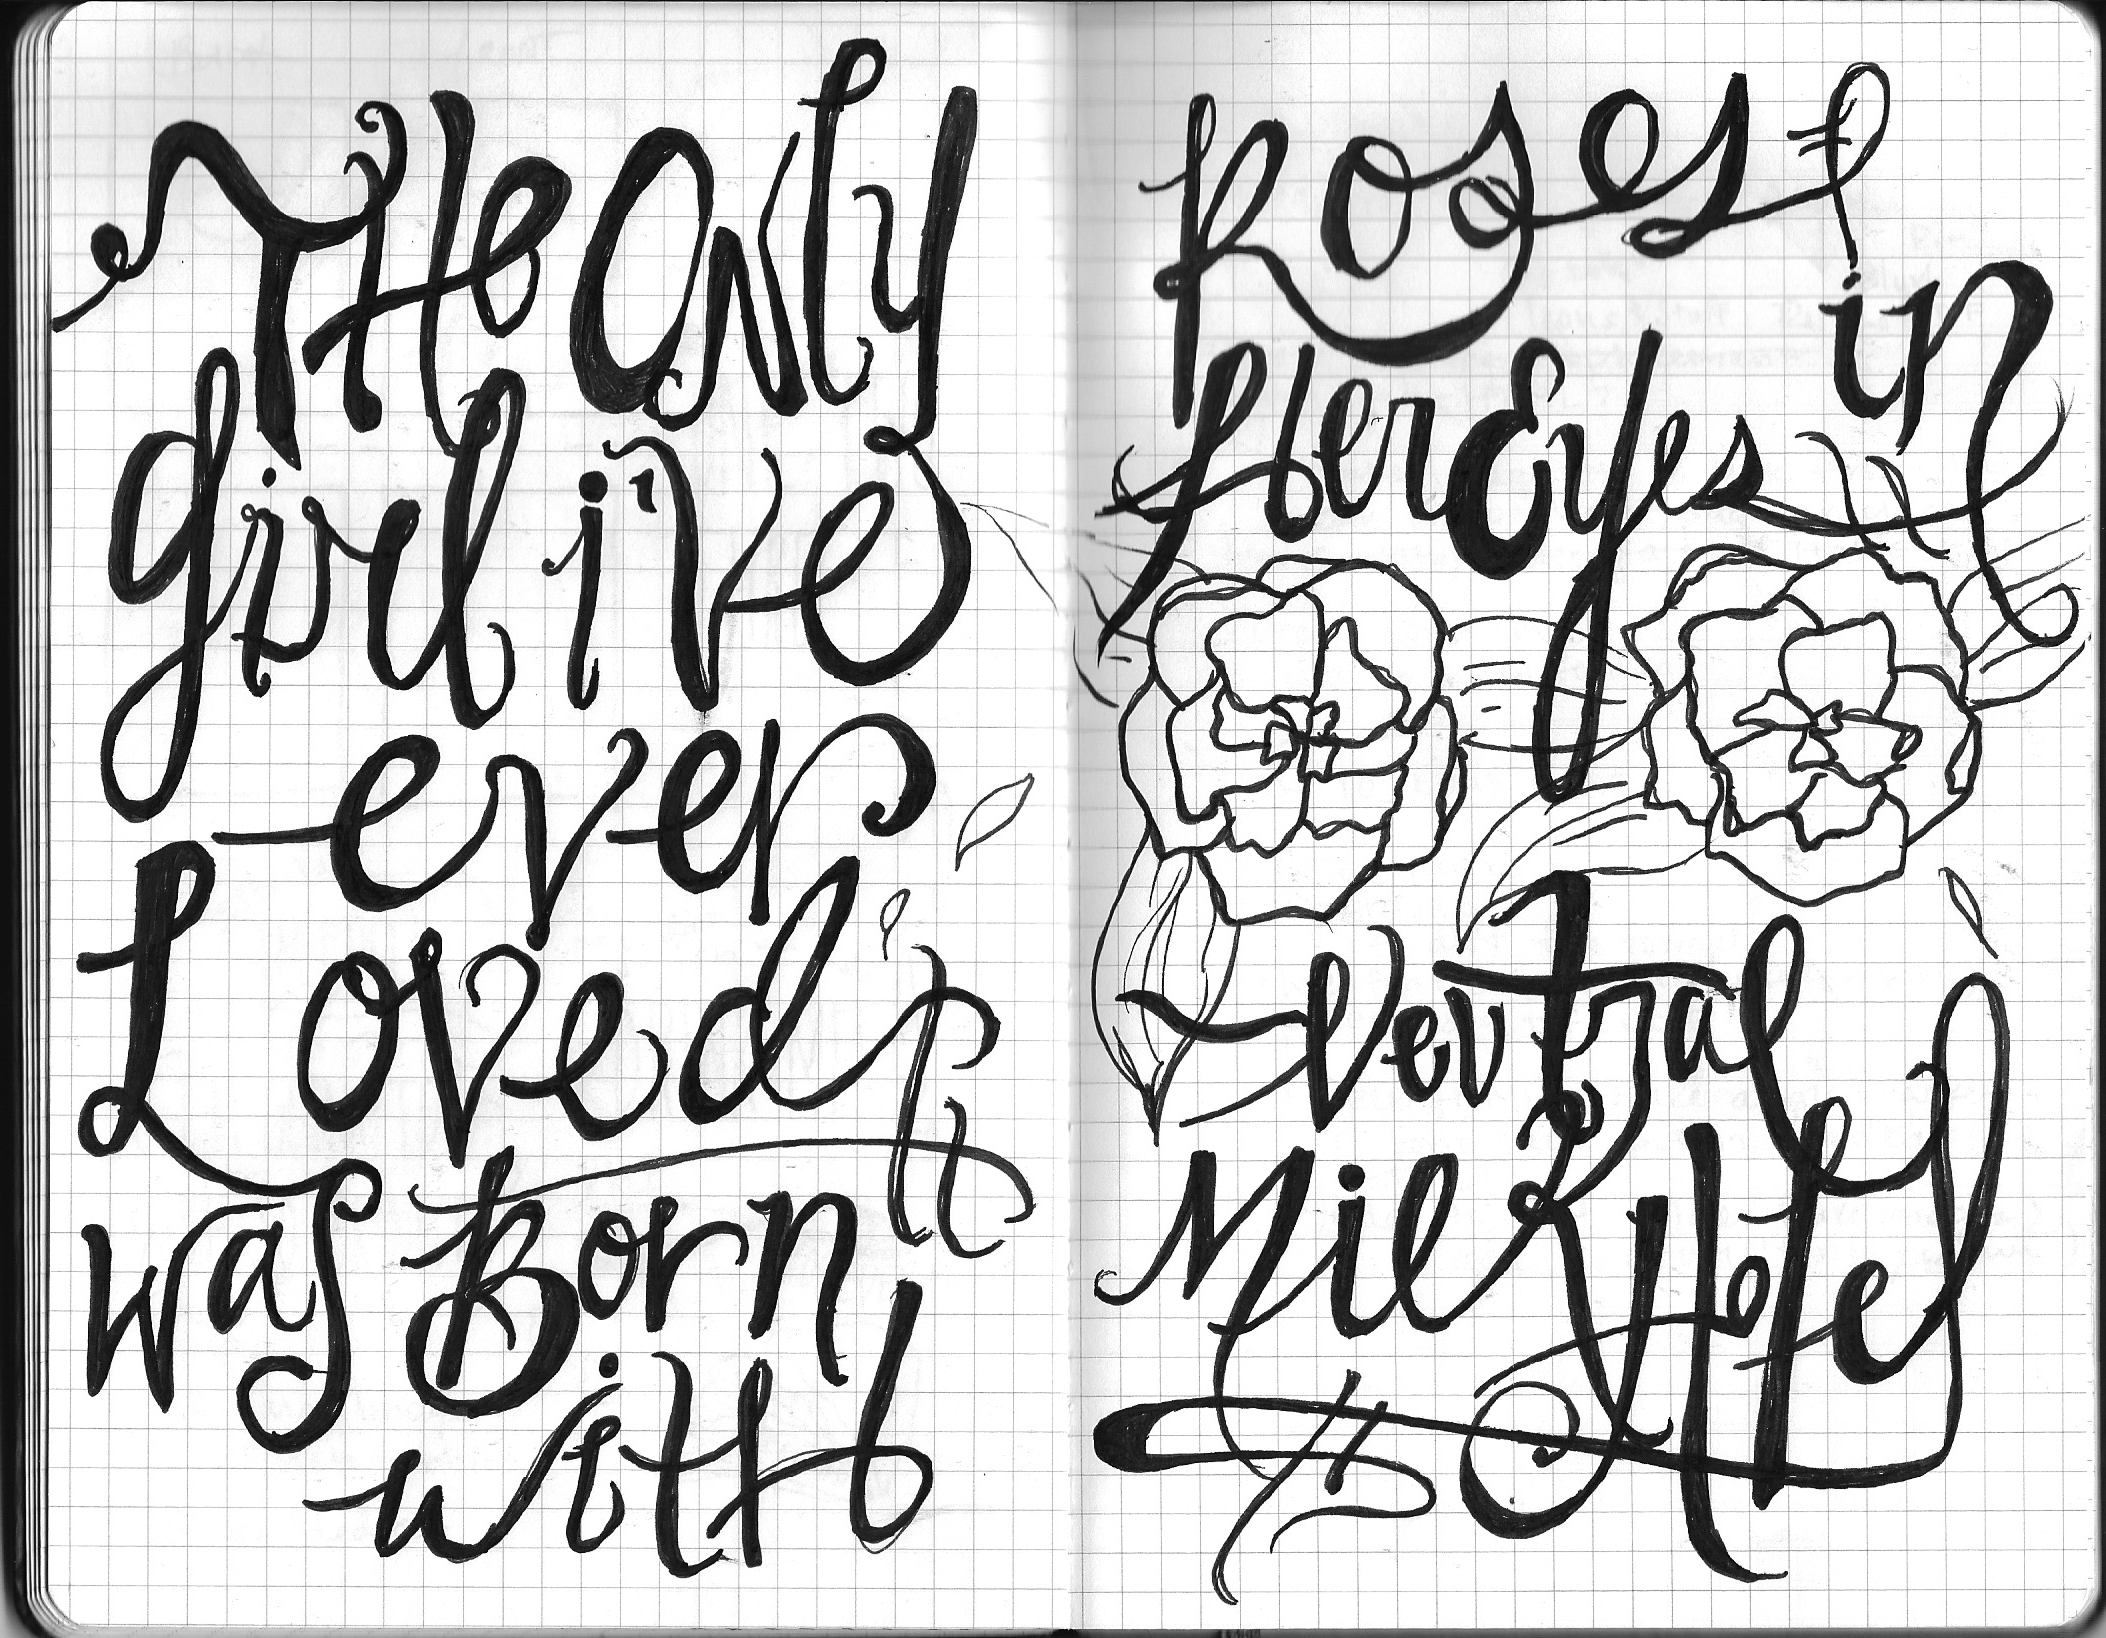 THe Only
girl i've
ever
Loved
was Born
with
Roses
in
Her Eyes
Neutral
Milk Hotel